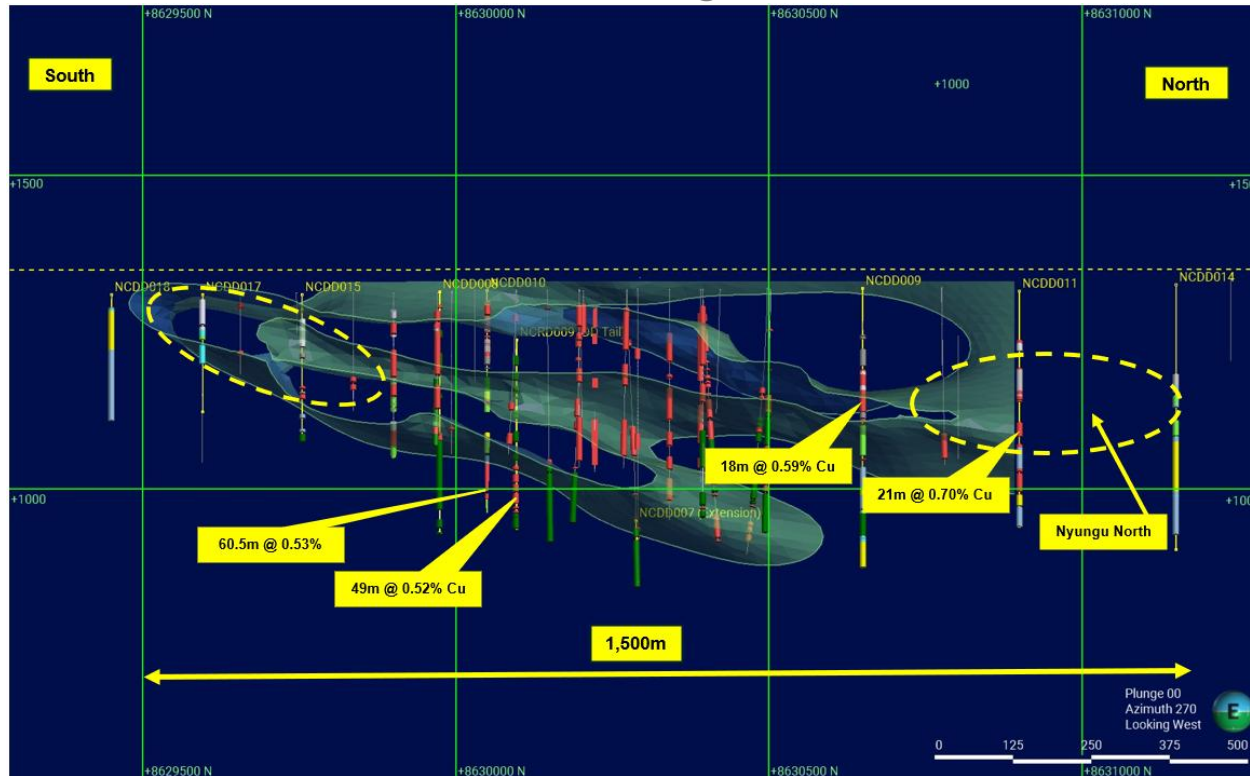 +8629500 N
+8630000 N
+8630500 N
+8631000 N
South
+1000
North
+1500
NCDD018
NCDD017
NCDD015
NCDD010
NCDD009
NCDD011
NCDD014
NCRD009
Tail
18m @ 0.59% Cu
21m @ 0.70% Cu
+1000
NCDD007 (Extension)
60.5m @ 0.53%
Nyungu North
49m @ 0.52% Cu
1,500m
Plunge 00
Azimuth 270
Looking West
E
0 125 250 375 500
+8629500 N
+8630000 N
+8630500 N
+8631000 N